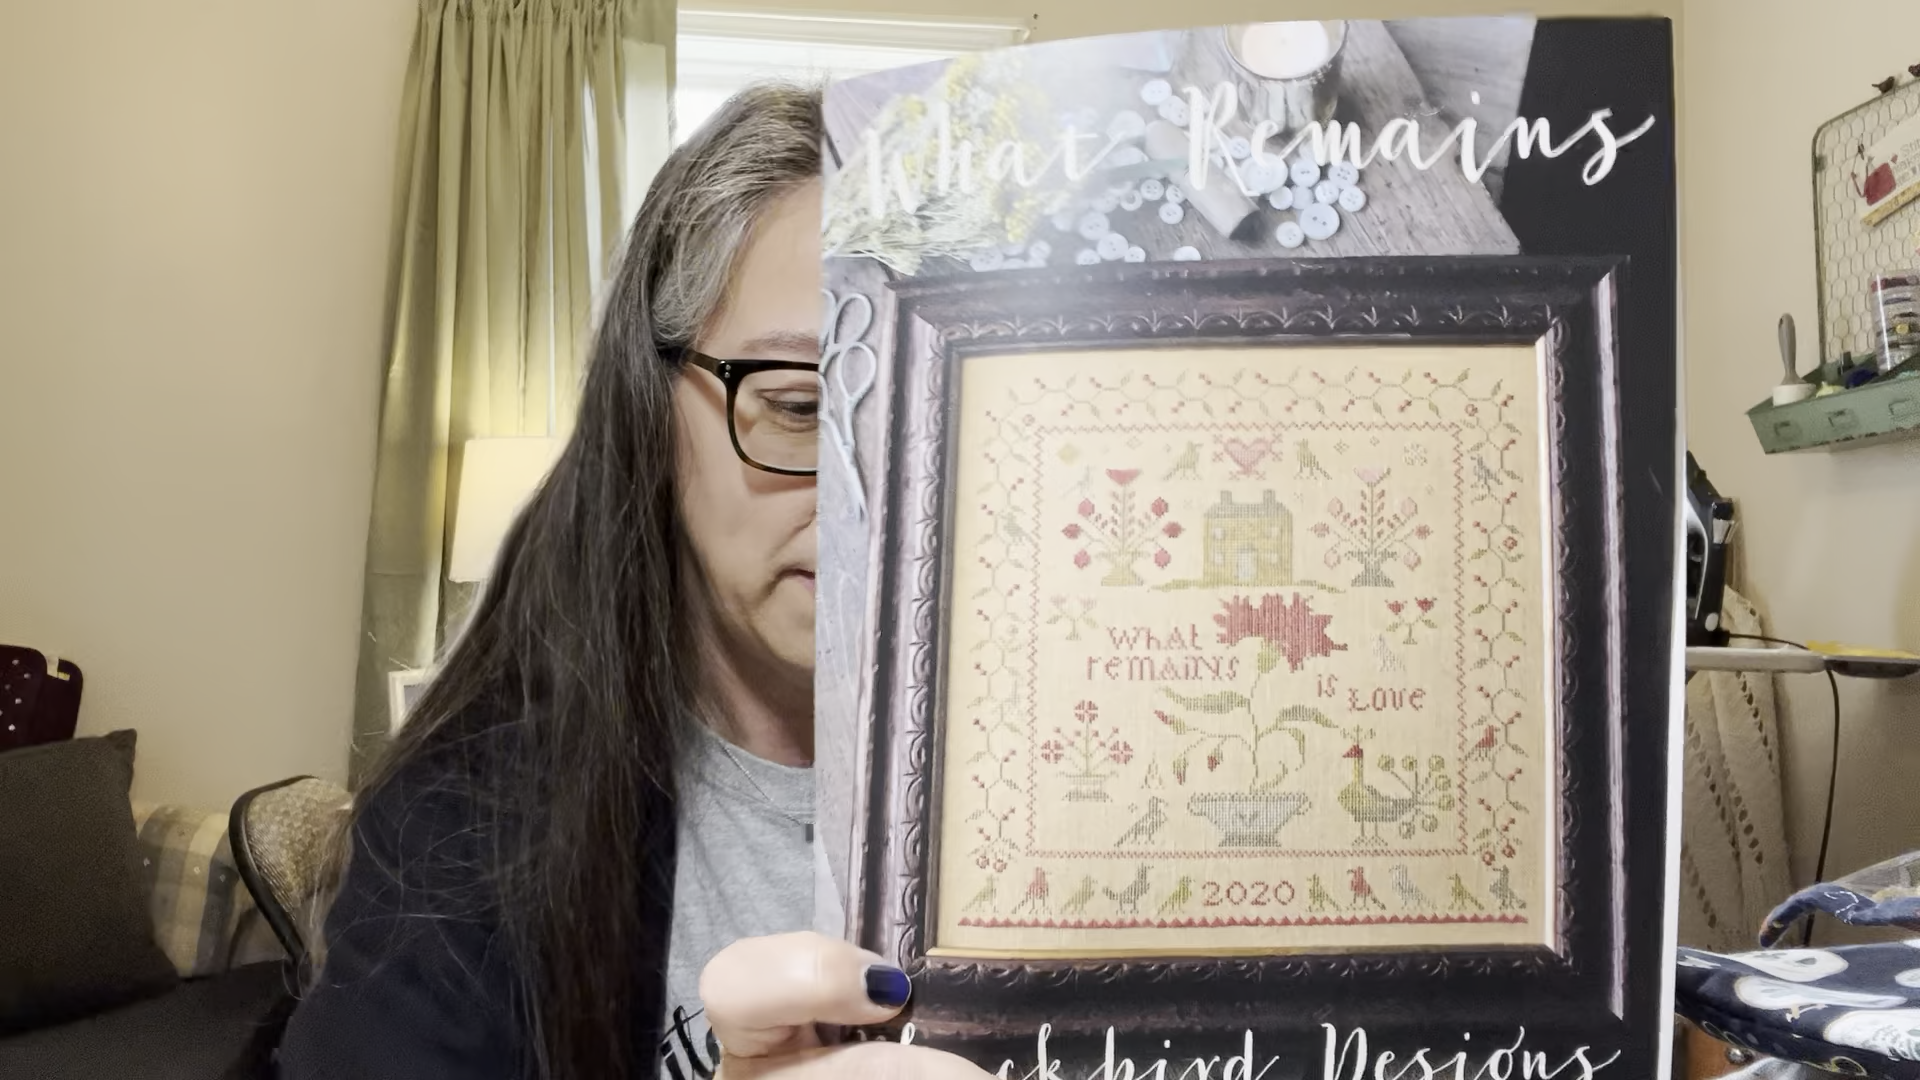 What Remains
What
remains
is Love
2020
ckbird Designs